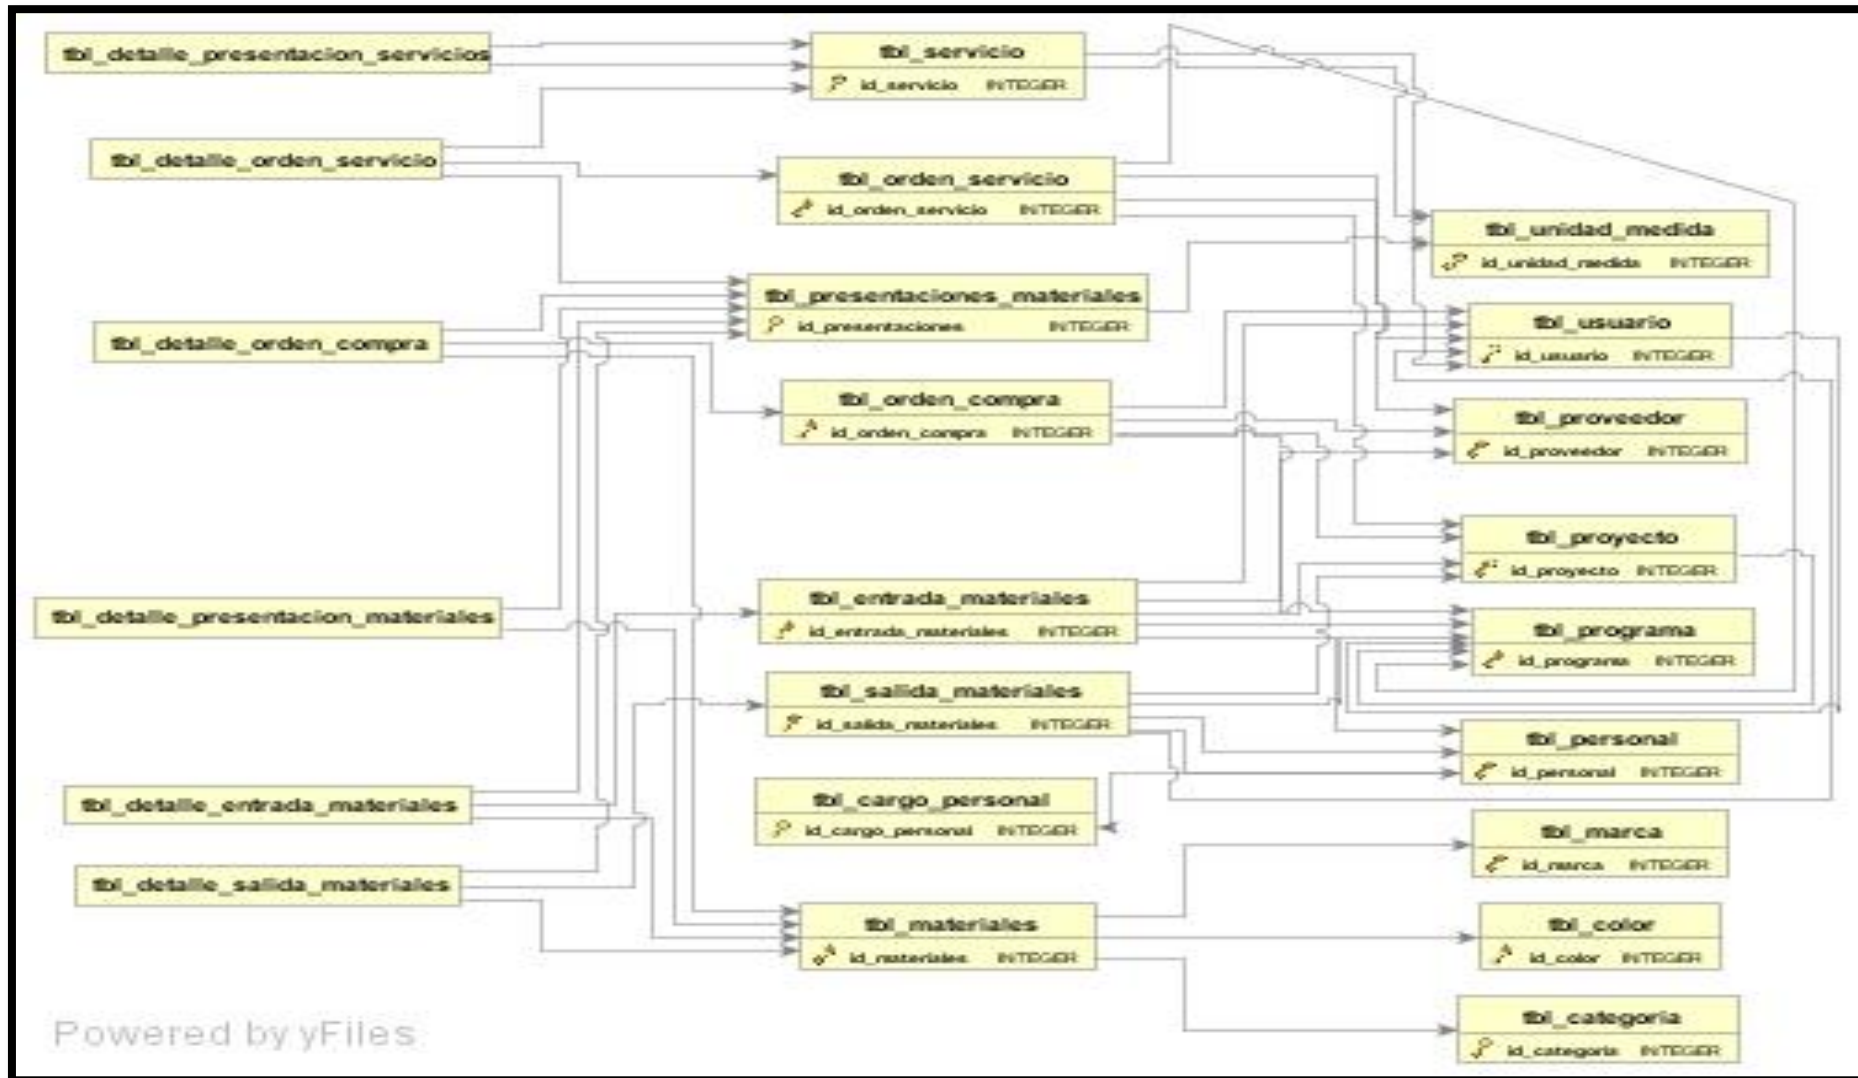 tbl_detalle_presentacion_servicios
tbl_detalle_orden_servicio
tbl_detalle_orden_compra
tbl_detalle_presentacion_materiales
tbl_detalle_entrada_materiales
tbl_detalle_salida_materiales
tbl_servicio
id_servicio INTEGER
tbl_orden_servicio
id_orden_servicio INTEGER
tbl_presentaciones_materiales
id_presentaciones INTEGER
tbl_orden_compra
id_orden_compra INTEGER
tbl_entrada_materiales
id_entrada_materiales INTEGER
tbl_salida_materiales
id_salida_materiales INTEGER
tbl_cargo_personal
id_cargo_personal INTEGER
tbl_materiales
id_materiales INTEGER
tbl_unidad_medida
id_unidad_medida INTEGER
tbl_usuario
id_usuario INTEGER
tbl_proveedor
id_proveedor INTEGER
tbl_proyecto
id_proyecto INTEGER
tbl_programa
id_programa INTEGER
tbl_personal
id_personal INTEGER
tbl_marca
id_marca INTEGER
tbl_color
id_color INTEGER
tbl_categoria
id_categoria INTEGER
Powered by yFiles